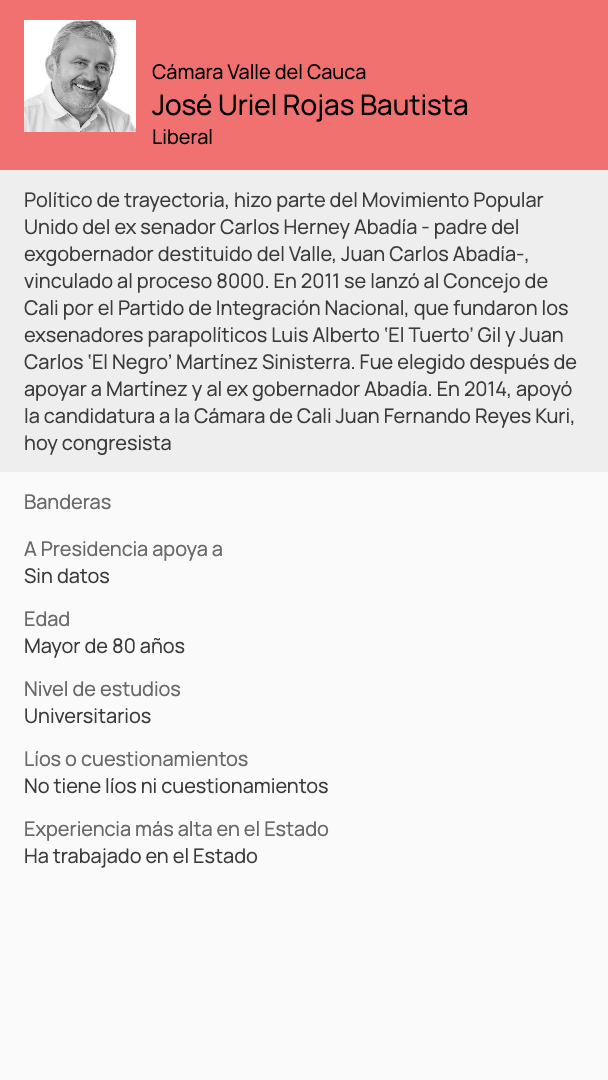 Cámara Valle del Cauca
José Uriel Rojas Bautista
Liberal
Político de trayectoria, hizo parte del Movimiento Popular
Unido del ex senador Carlos Herney Abadía - padre del
exgobernador destituido del Valle, Juan Carlos Abadía-,
vinculado al proceso 8000. En 2011 se lanzó al Concejo de
Cali por el Partido de Integración Nacional, que fundaron los
exsenadores parapolíticos Luis Alberto ‘El Tuerto’ Gil y Juan
Carlos ‘El Negro’ Martínez Sinisterra. Fue elegido después de
apoyar a Martínez y al ex gobernador Abadía. En 2014, apoyó
la candidatura a la Cámara de Cali Juan Fernando Reyes Kuri,
hoy congresista
Banderas
A Presidencia apoya a
Sin datos
Edad
Mayor de 80 años
Nivel de estudios
Universitarios
Líos o cuestionamientos
No tiene líos ni cuestionamientos
Experiencia más alta en el Estado
Ha trabajado en el Estado